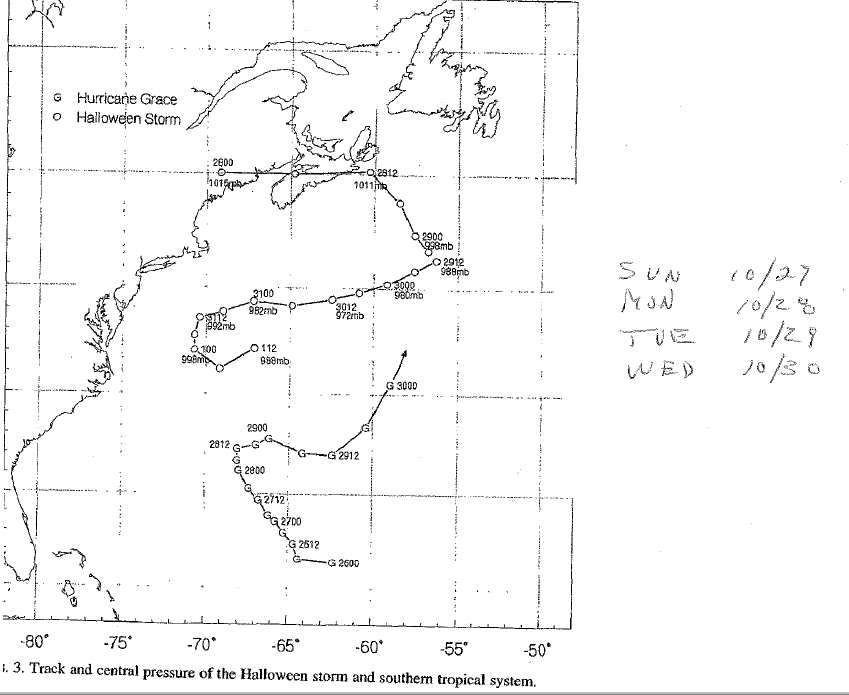 G Hurricane Grace
O Halloween Storm
2800
1015mb
2812
1011mb
2900
998mb
2912
988mb
3000
980mb
3012
972mb
3100
982mb
3112
992mb
100
998mb
112
988mb
G 3000
2900
2812
G 2912
G 2800
G 2712
G 2700
G 2612
G 2600
SUN 10/27
MON 10/28
TUE 10/29
WED 10/30
-80° -75° -70° -65° -60° -55° -50°
. 3. Track and central pressure of the Halloween storm and southern tropical system.